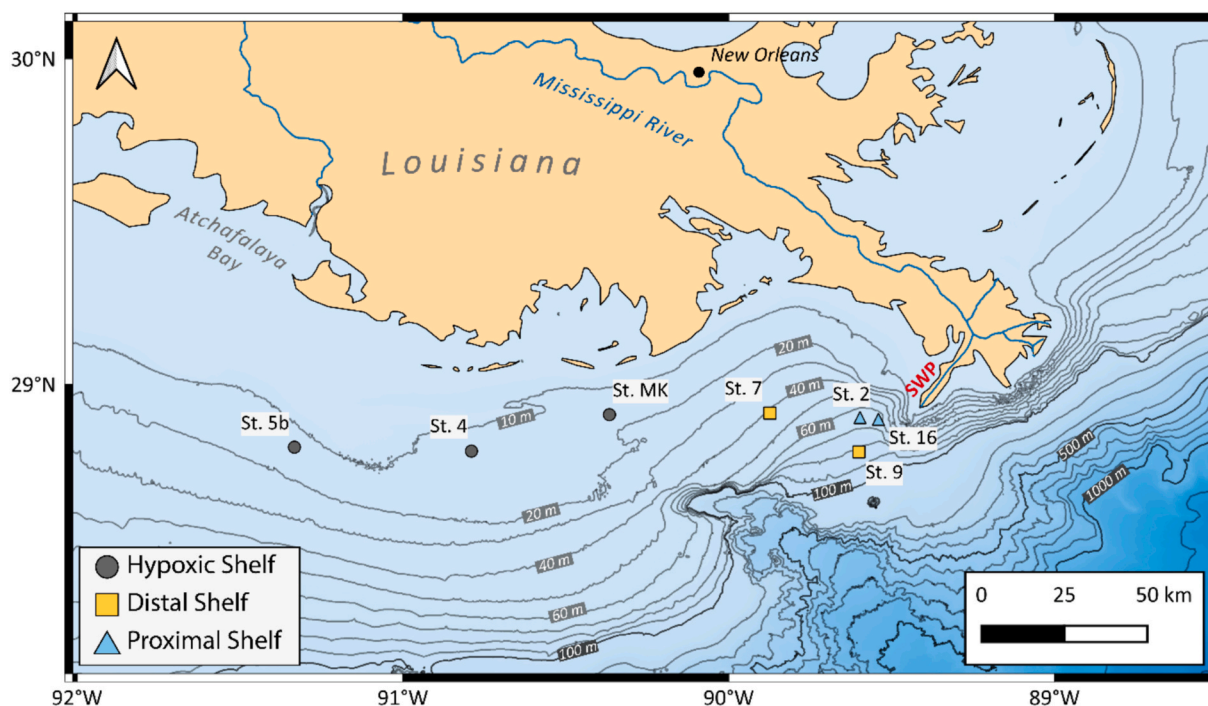 30°N
New Orleans
Mississippi River
Louisiana
Atchafalaya
Bay
29°N
SWP
20 m
St. MK
St. 7
40 m
St. 2
10 m
St. 5b
St. 4
60 m
St. 16
St. 9
100 m
500 m
1000 m
20 m
40 m
60 m
100 m
Hypoxic Shelf
Distal Shelf
Proximal Shelf
0 25 50 km
92°W
91°W
90°W
89°W